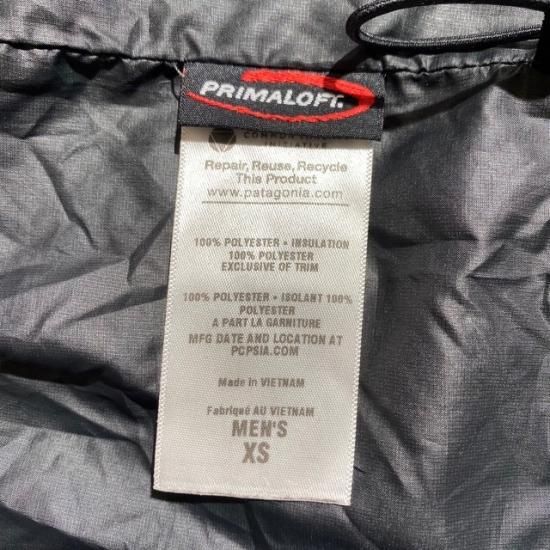 PRIMALOFT.
INITIATIVE
Repair, Reuse, Recycle
This Product
www.patagonia.com
100% POLYESTER • INSULATION
100% POLYESTER
EXCLUSIVE OF TRIM
100% POLYESTER • ISOLANT 100%
POLYESTER
A PART LA GARNITURE
MFG DATE AND LOCATION AT
PCPSIA.COM
Made in VIETNAM
Fabriqué AU VIETNAM
MEN'S
XS